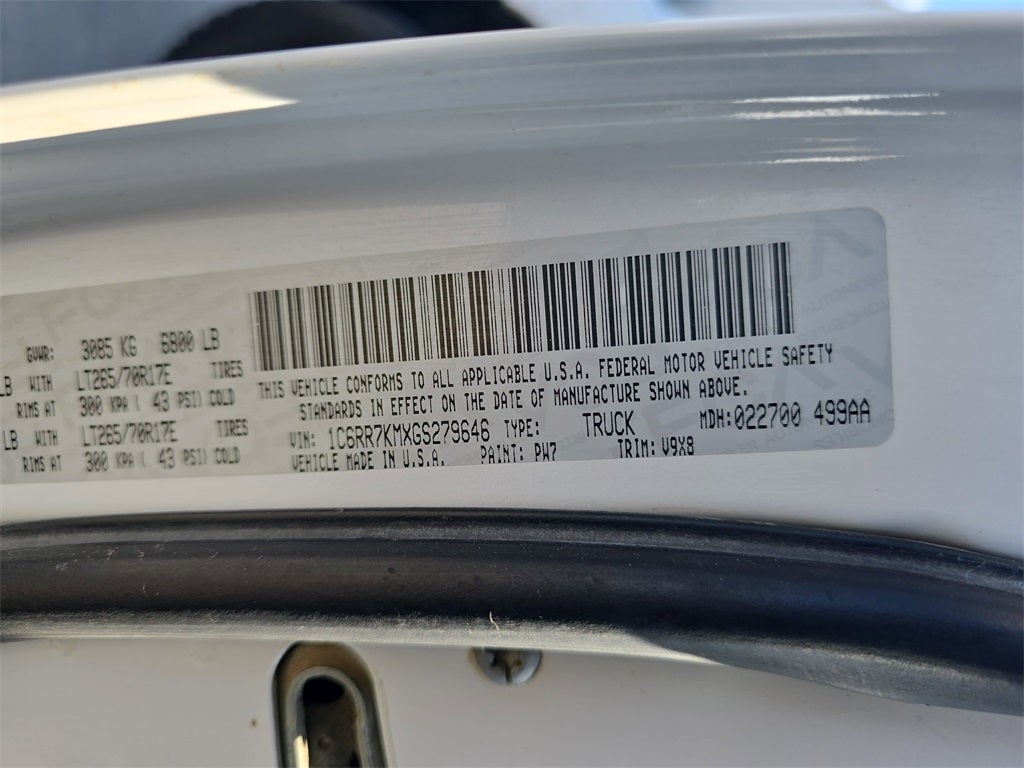 GVWR: 3085 KG 6800 LB
LB WITH LT265/70R17E TIRES
RIMS AT 300 KPA ( 43 PSI) COLD
LB WITH LT265/70R17E TIRES
RIMS AT 300 KPA ( 43 PSI) COLD
THIS VEHICLE CONFORMS TO ALL APPLICABLE U.S.A. FEDERAL MOTOR VEHICLE SAFETY
STANDARDS IN EFFECT ON THE DATE OF MANUFACTURE SHOWN ABOVE.
VIN: 1C6RR7KMXGS279646 TYPE: TRUCK MDH:022700 499AA
VEHICLE MADE IN U.S.A. PAINT: PW7 TRIM: V9X8